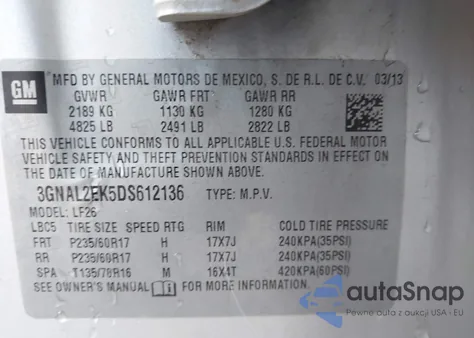 GM
MFD BY GENERAL MOTORS DE MEXICO, S. DE R.L. DE C.V. 03/13
GVWR GAWR FRT GAWR RR
2189 KG 1130 KG 1280 KG
4825 LB 2491 LB 2822 LB
THIS VEHICLE CONFORMS TO ALL APPLICABLE U.S. FEDERAL MOTOR
VEHICLE SAFETY AND THEFT PREVENTION STANDARDS IN EFFECT
ON THE DATE OF MANUFACTURE SHOWN ABOVE.
3GNAL2EK5DS612136 TYPE: M.P.V.
MODEL: LF26
LBC5 TIRE SIZE SPEED RTG RIM COLD TIRE PRESSURE
FRT P235/60R17 H 17X7J 240KPA(35PSI)
RR P235/60R17 H 17X7J 240KPA(35PSI)
SPA T135/70R16 M 16X4T 420KPA(60PSI)
SEE OWNER'S MANUAL FOR MORE INFORMATION
autoSnap
Pewne auta z aukcji USA i EU